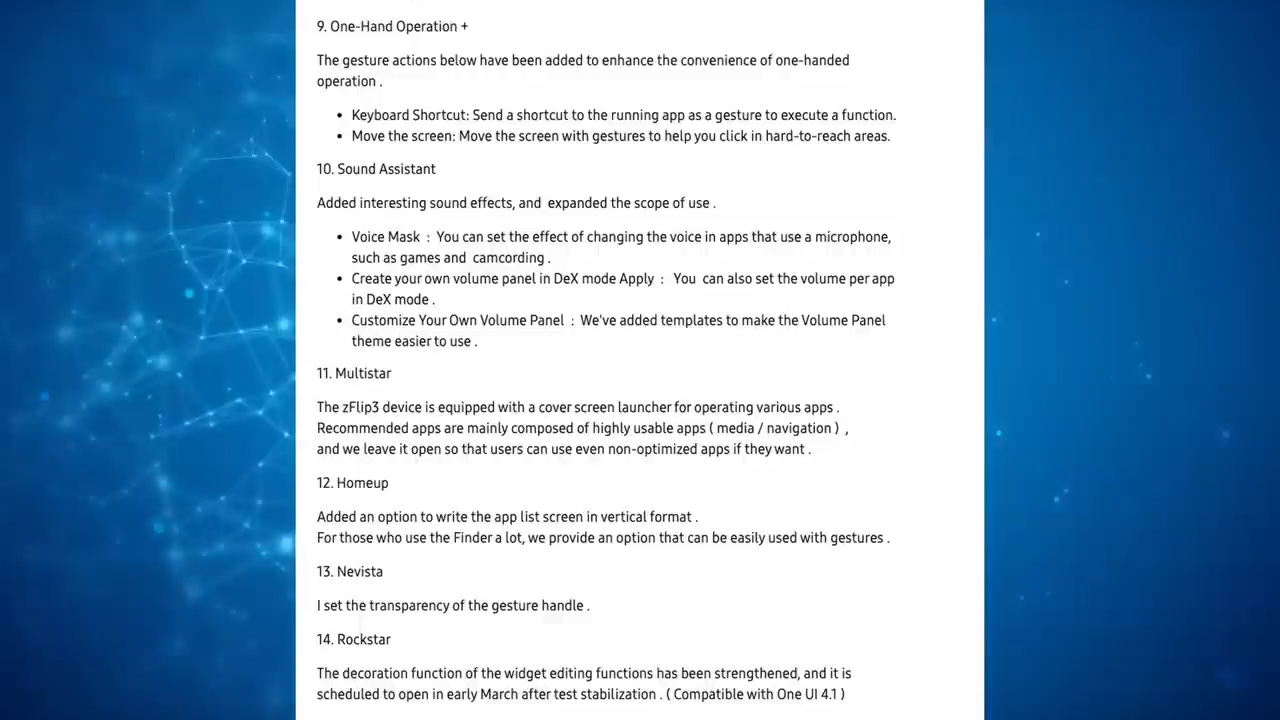 9. One-Hand Operation +
The gesture actions below have been added to enhance the convenience of one-handed
operation .
• Keyboard Shortcut: Send a shortcut to the running app as a gesture to execute a function.
• Move the screen: Move the screen with gestures to help you click in hard-to-reach areas.
10. Sound Assistant
Added interesting sound effects, and  expanded the scope of use .
• Voice Mask  :  You can set the effect of changing the voice in apps that use a microphone,
such as games and  camcording .
• Create your own volume panel in DeX mode Apply  :   You  can also set the volume per app
in DeX mode .
• Customize Your Own Volume Panel  :  We've added templates to make the Volume Panel
theme easier to use .
11. Multistar
The zFlip3 device is equipped with a cover screen launcher for operating various apps .
Recommended apps are mainly composed of highly usable apps ( media / navigation )  ,
and we leave it open so that users can use even non-optimized apps if they want .
12. Homeup
Added an option to write the app list screen in vertical format .
For those who use the Finder a lot, we provide an option that can be easily used with gestures .
13. Nevista
I set the transparency of the gesture handle .
14. Rockstar
The decoration function of the widget editing functions has been strengthened, and it is
scheduled to open in early March after test stabilization . ( Compatible with One UI 4.1 )